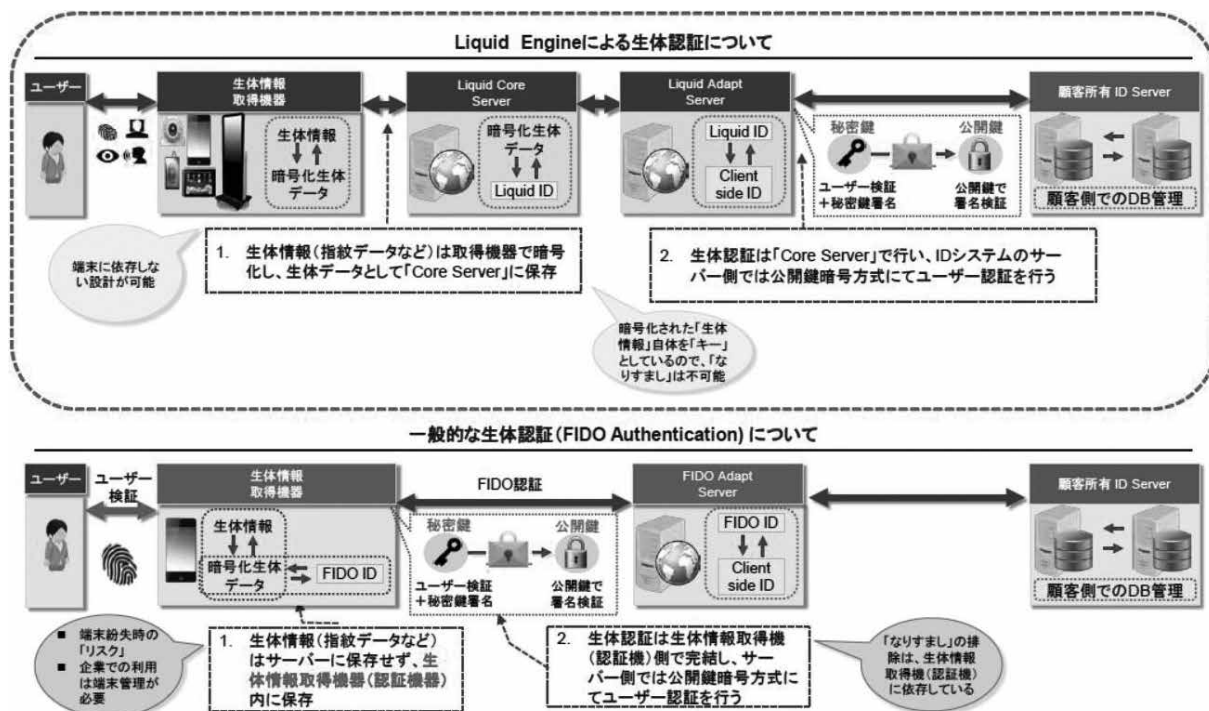 Liquid Engineによる生体認証について
ユーザー
生体情報
取得機器
生体情報
暗号化生体
データ
Liquid Core
Server
暗号化生体
データ
Liquid ID
Liquid Adapt
Server
Liquid ID
Client
side ID
秘密鍵
公開鍵
ユーザー検証
+秘密鍵署名
公開鍵で
署名検証
顧客所有 ID Server
顧客側でのDB管理
端末に依存しな
い設計が可能
1. 生体情報(指紋データなど)は取得機器で暗号
化し、生体データとして「Core Server」に保存
2. 生体認証は「Core Server」で行い、IDシステムのサー
バー側では公開鍵暗号方式にてユーザー認証を行う
暗号化された「生体
情報」自体を「キー」
としているので、「な
りすまし」は不可能
一般的な生体認証(FIDO Authentication) について
ユーザー
ユーザー
検証
生体情報
取得機器
生体情報
暗号化生体
データ
FIDO ID
FIDO認証
秘密鍵
公開鍵
ユーザー検証
+秘密鍵署名
公開鍵で
署名検証
FIDO Adapt
Server
FIDO ID
Client
side ID
顧客所有 ID Server
顧客側でのDB管理
■ 端末紛失時の
「リスク」
■ 企業での利用
は端末管理が
必要
1. 生体情報(指紋データなど)
はサーバーに保存せず、生
体情報取得機器(認証機器)
内に保存
2. 生体認証は生体情報取得機
(認証機)側で完結し、サー
バー側では公開鍵暗号方式に
てユーザー認証を行う
「なりすまし」の排
除は、生体情報
取得機(認証機)に
依存している